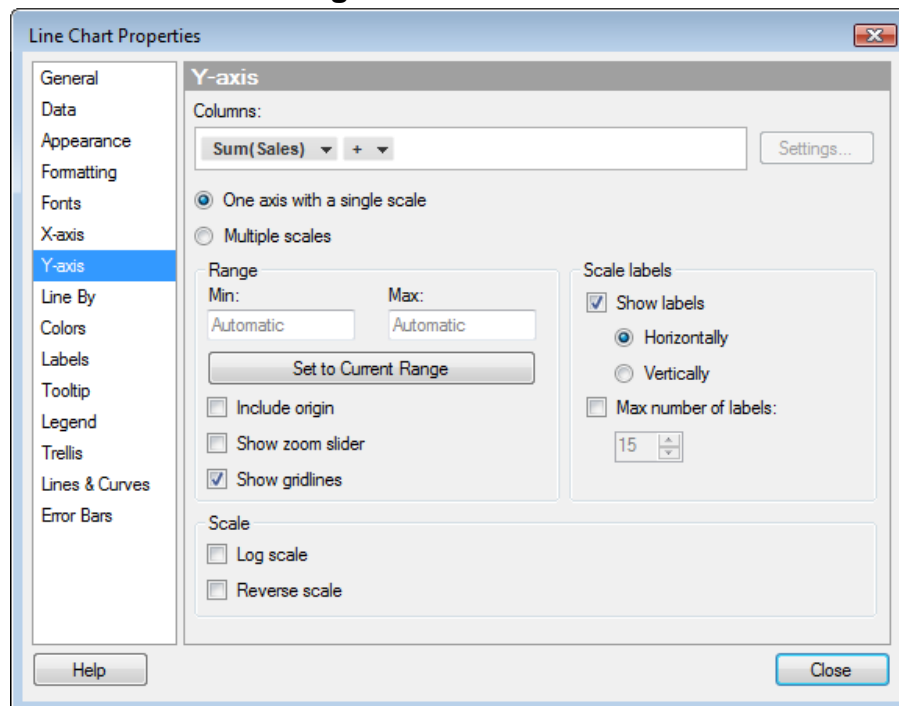 Line Chart Properties
General
Data
Appearance
Formatting
Fonts
X-axis
Y-axis
Line By
Colors
Labels
Tooltip
Legend
Trellis
Lines & Curves
Error Bars
Y-axis
Columns:
Sum(Sales) +
Settings...
One axis with a single scale
Multiple scales
Range
Min: Max:
Automatic Automatic
Set to Current Range
Include origin
Show zoom slider
Show gridlines
Scale labels
Show labels
Horizontally
Vertically
Max number of labels:
15
Scale
Log scale
Reverse scale
Help Close